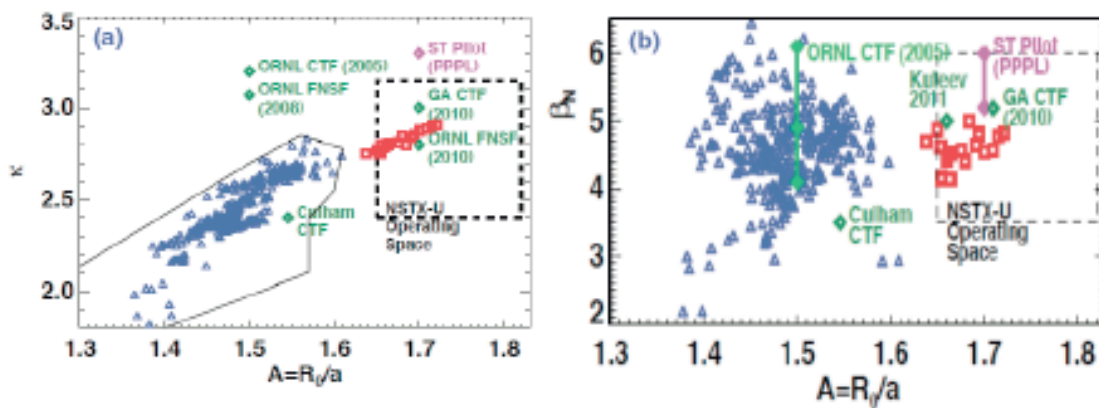 (a)
3.5
3.0
2.5
2.0
κ
ORNL CTF (2005)
ORNL FNSF
(2008)
ST Pilot
(PPPL)
GA CTF
(2010)
ORNL FNSF
(2010)
Culham
CTF
NSTX-U
Operating
Space
1.3 1.4 1.5 1.6 1.7 1.8
A=R₀/a
(b)
6
5
4
3
2
βN
ORNL CTF (2005)
Kuteev
2011
ST Pilot
(PPPL)
GA CTF
(2010)
Culham
CTF
NSTX-U
Operating
Space
1.3 1.4 1.5 1.6 1.7 1.8
A=R₀/a